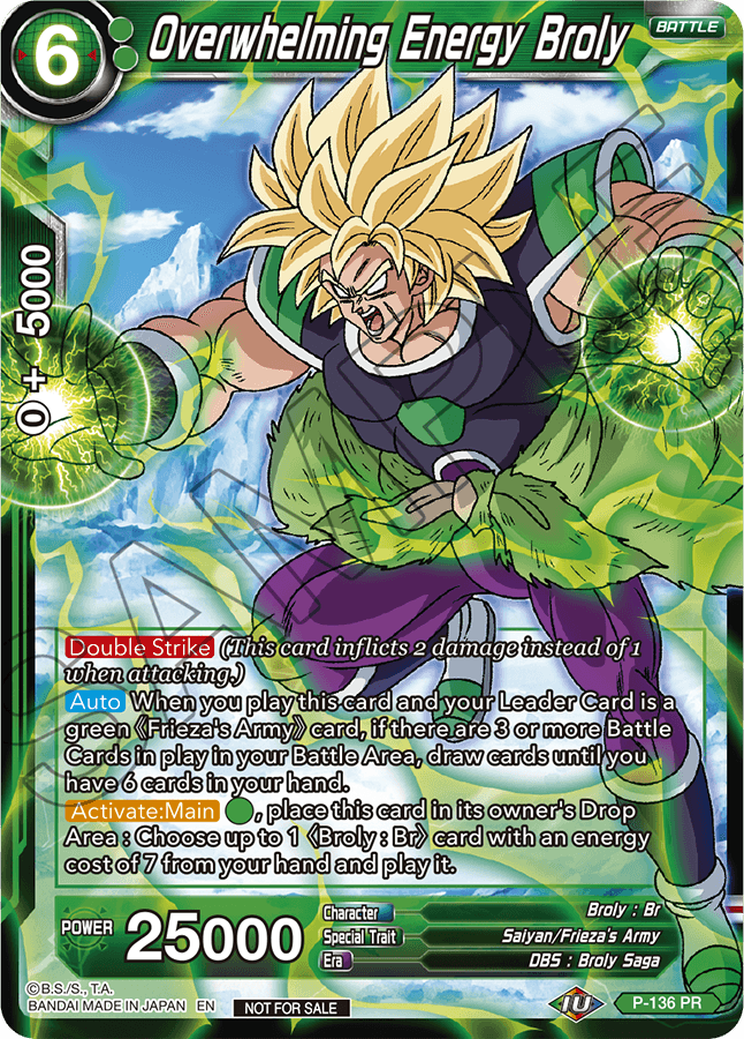 6
Overwhelming Energy Broly
BATTLE
0+ 5000
SAMPLE
Double Strike (This card inflicts 2 damage instead of 1
when attacking.)
Auto When you play this card and your Leader Card is a
green 《Frieza's Army》 card, if there are 3 or more Battle
Cards in play in your Battle Area, draw cards until you
have 6 cards in your hand.
Activate:Main , place this card in its owner's Drop
Area : Choose up to 1 〈Broly : Br〉 card with an energy
cost of 7 from your hand and play it.
POWER 25000
Character Broly : Br
Special Trait Saiyan/Frieza's Army
Era DBS : Broly Saga
©B.S./S., T.A.
BANDAI MADE IN JAPAN EN NOT FOR SALE
IU P-136 PR